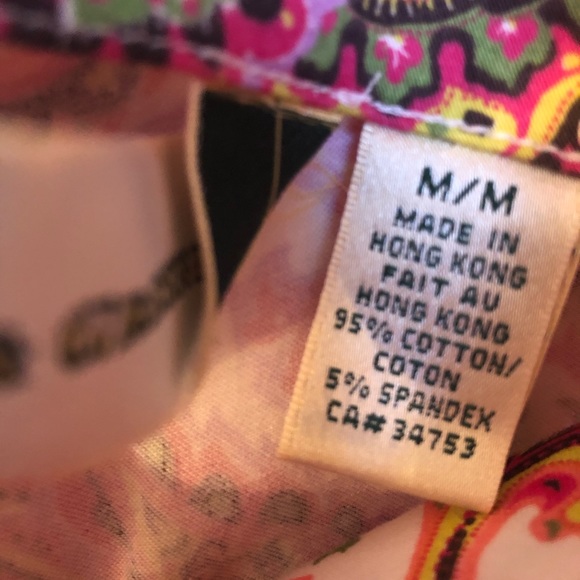 M/M
MADE IN
HONG KONG
FAIT AU
HONG KONG
95% COTTON/
COTON
5% SPANDEX
CA# 34753